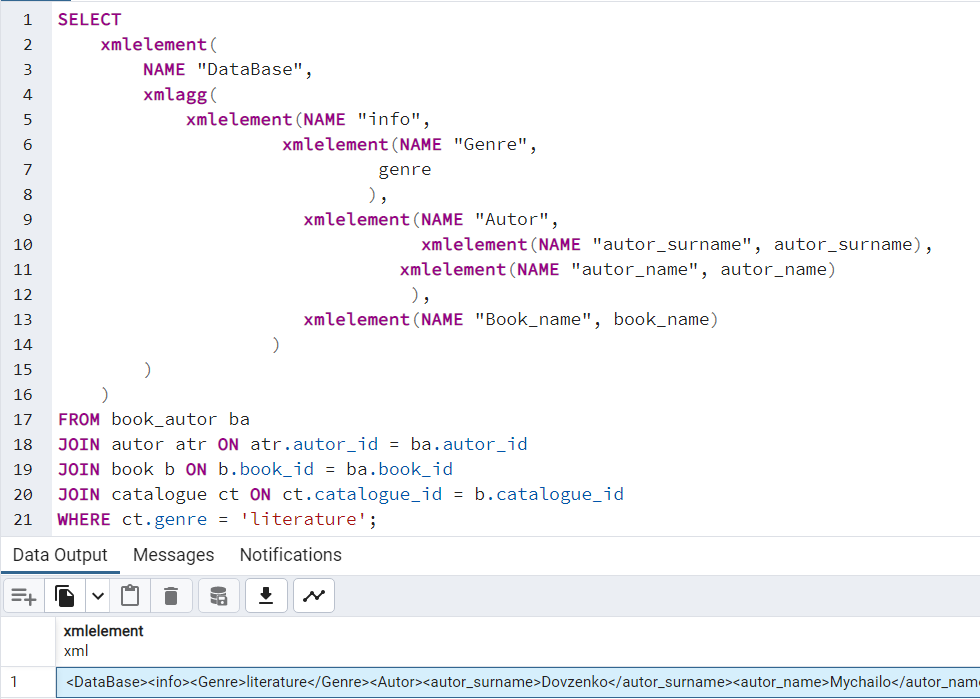 1 SELECT
2 xmlelement(
3 NAME "DataBase",
4 xmlagg(
5 xmlelement(NAME "info",
6 xmlelement(NAME "Genre",
7 genre
8 ),
9 xmlelement(NAME "Autor",
10 xmlelement(NAME "autor_surname", autor_surname),
11 xmlelement(NAME "autor_name", autor_name)
12 ),
13 xmlelement(NAME "Book_name", book_name)
14 )
15 )
16 )
17 FROM book_autor ba
18 JOIN autor atr ON atr.autor_id = ba.autor_id
19 JOIN book b ON b.book_id = ba.book_id
20 JOIN catalogue ct ON ct.catalogue_id = b.catalogue_id
21 WHERE ct.genre = 'literature';
Data Output Messages Notifications
xmlelement
xml
1 <DataBase><info><Genre>literature</Genre><Autor><autor_surname>Dovzenko</autor_surname><autor_name>Mychailo</autor_name